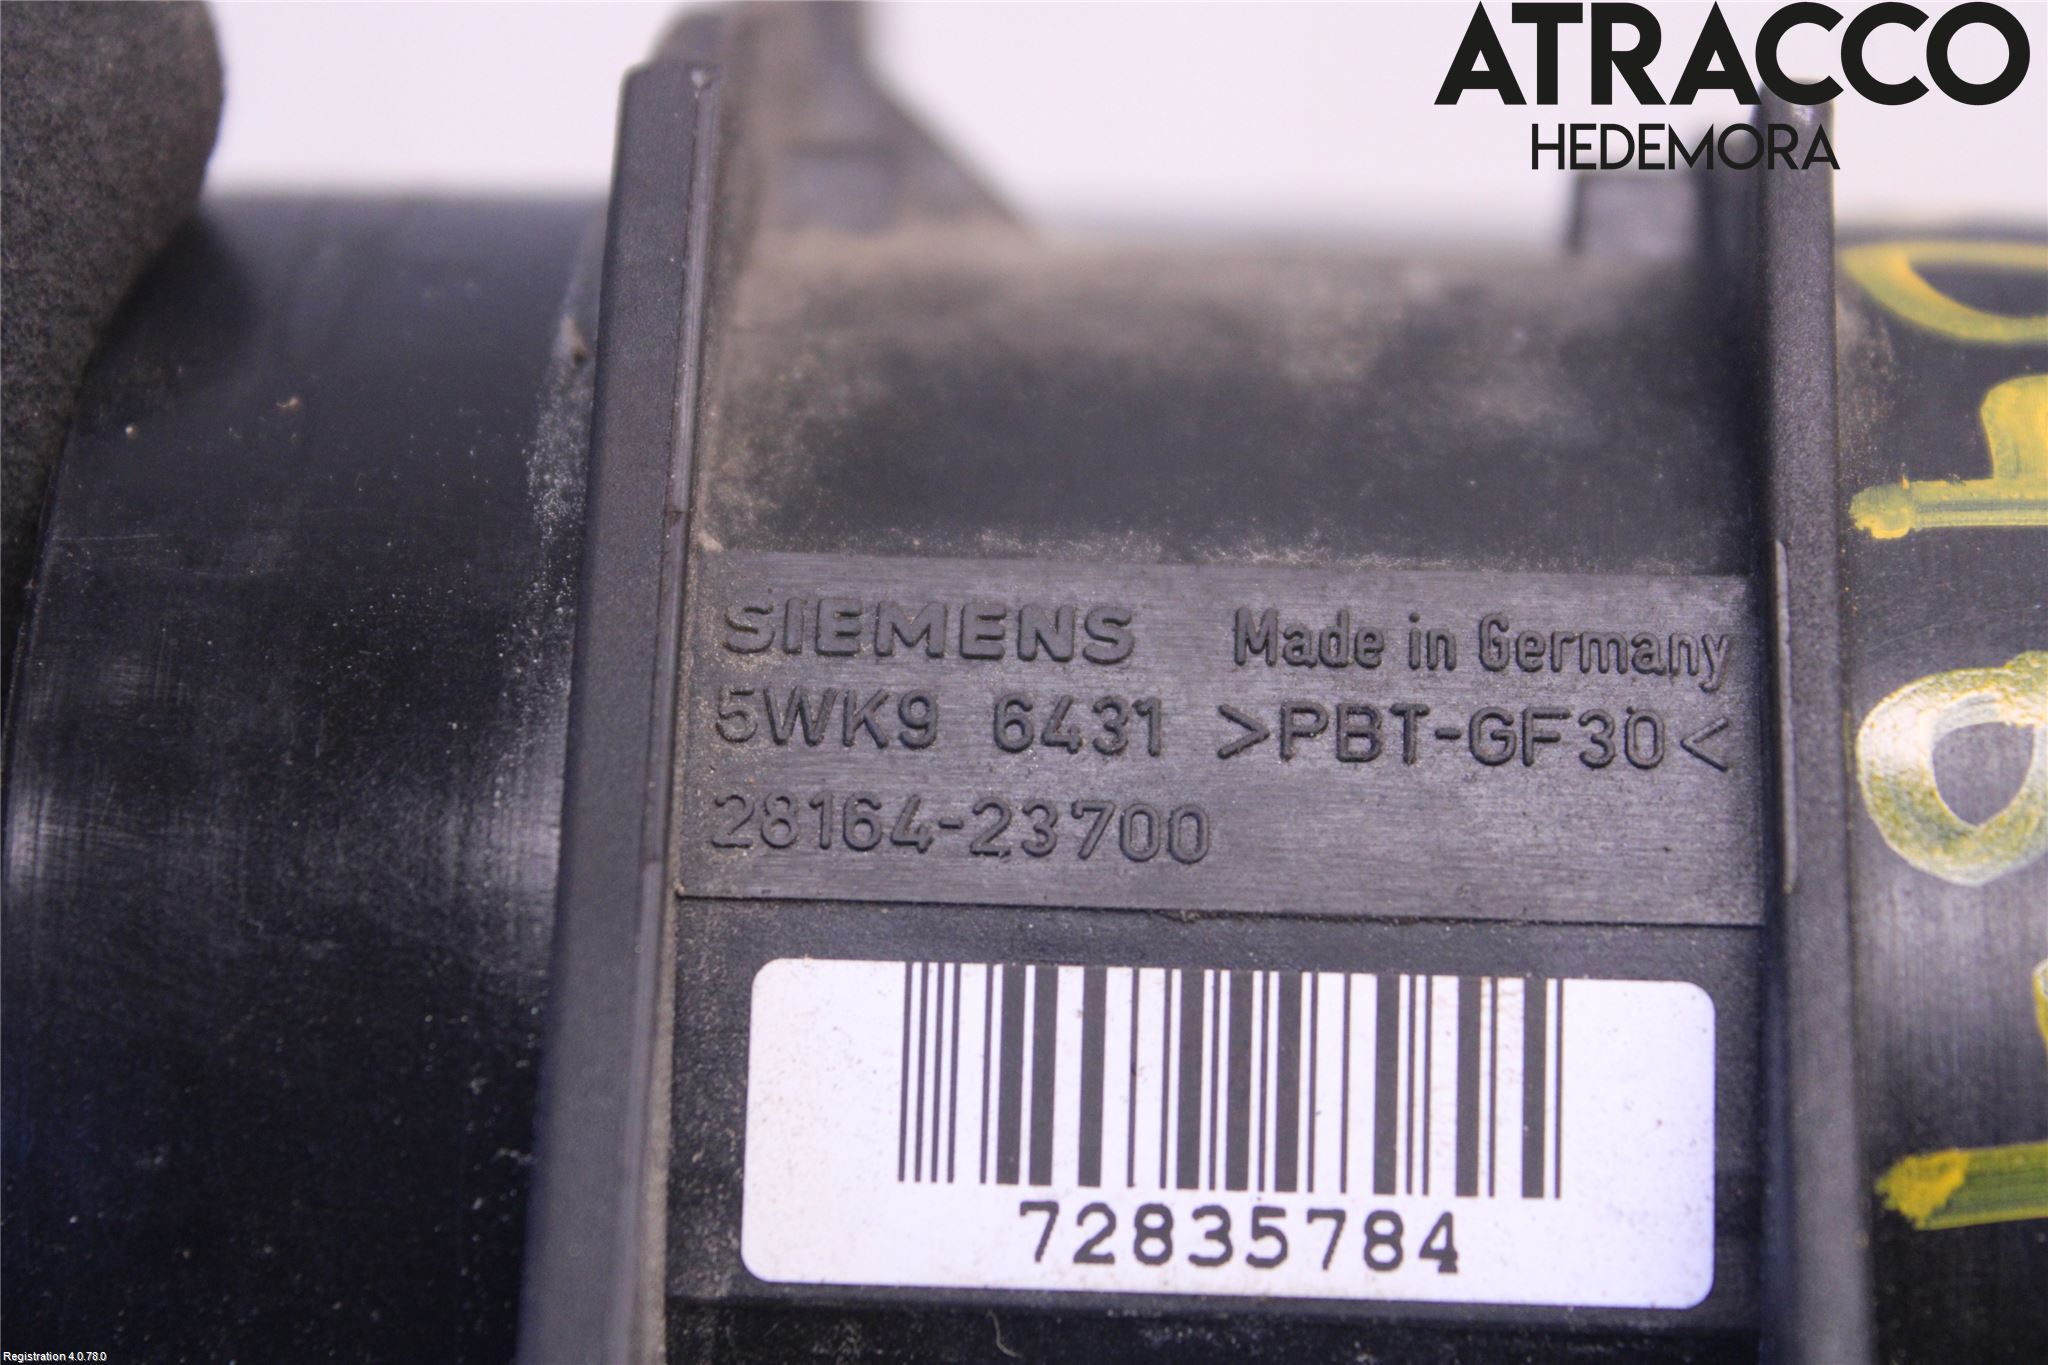 ATRACCO
HEDEMORA
SIEMENS Made in Germany
5WK9 6431 >PBT-GF30<
28164-23700
72835784
Registration 4.0.78.0